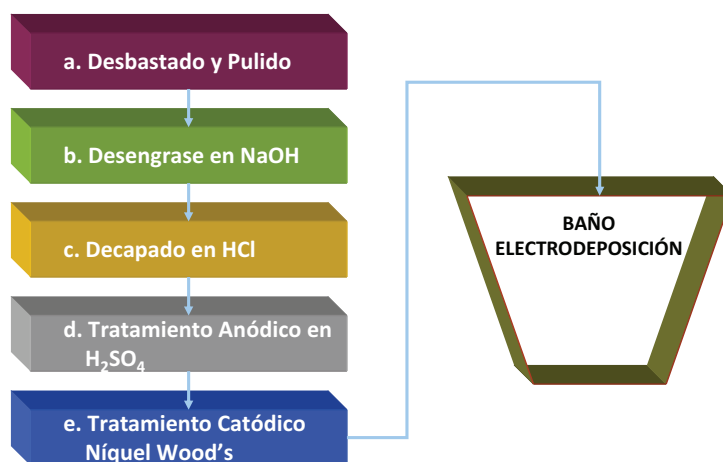 a. Desbastado y Pulido
b. Desengrase en NaOH
c. Decapado en HCl
d. Tratamiento Anódico en
H₂SO₄
e. Tratamiento Catódico
Níquel Wood's
BAÑO
ELECTRODEPOSICIÓN